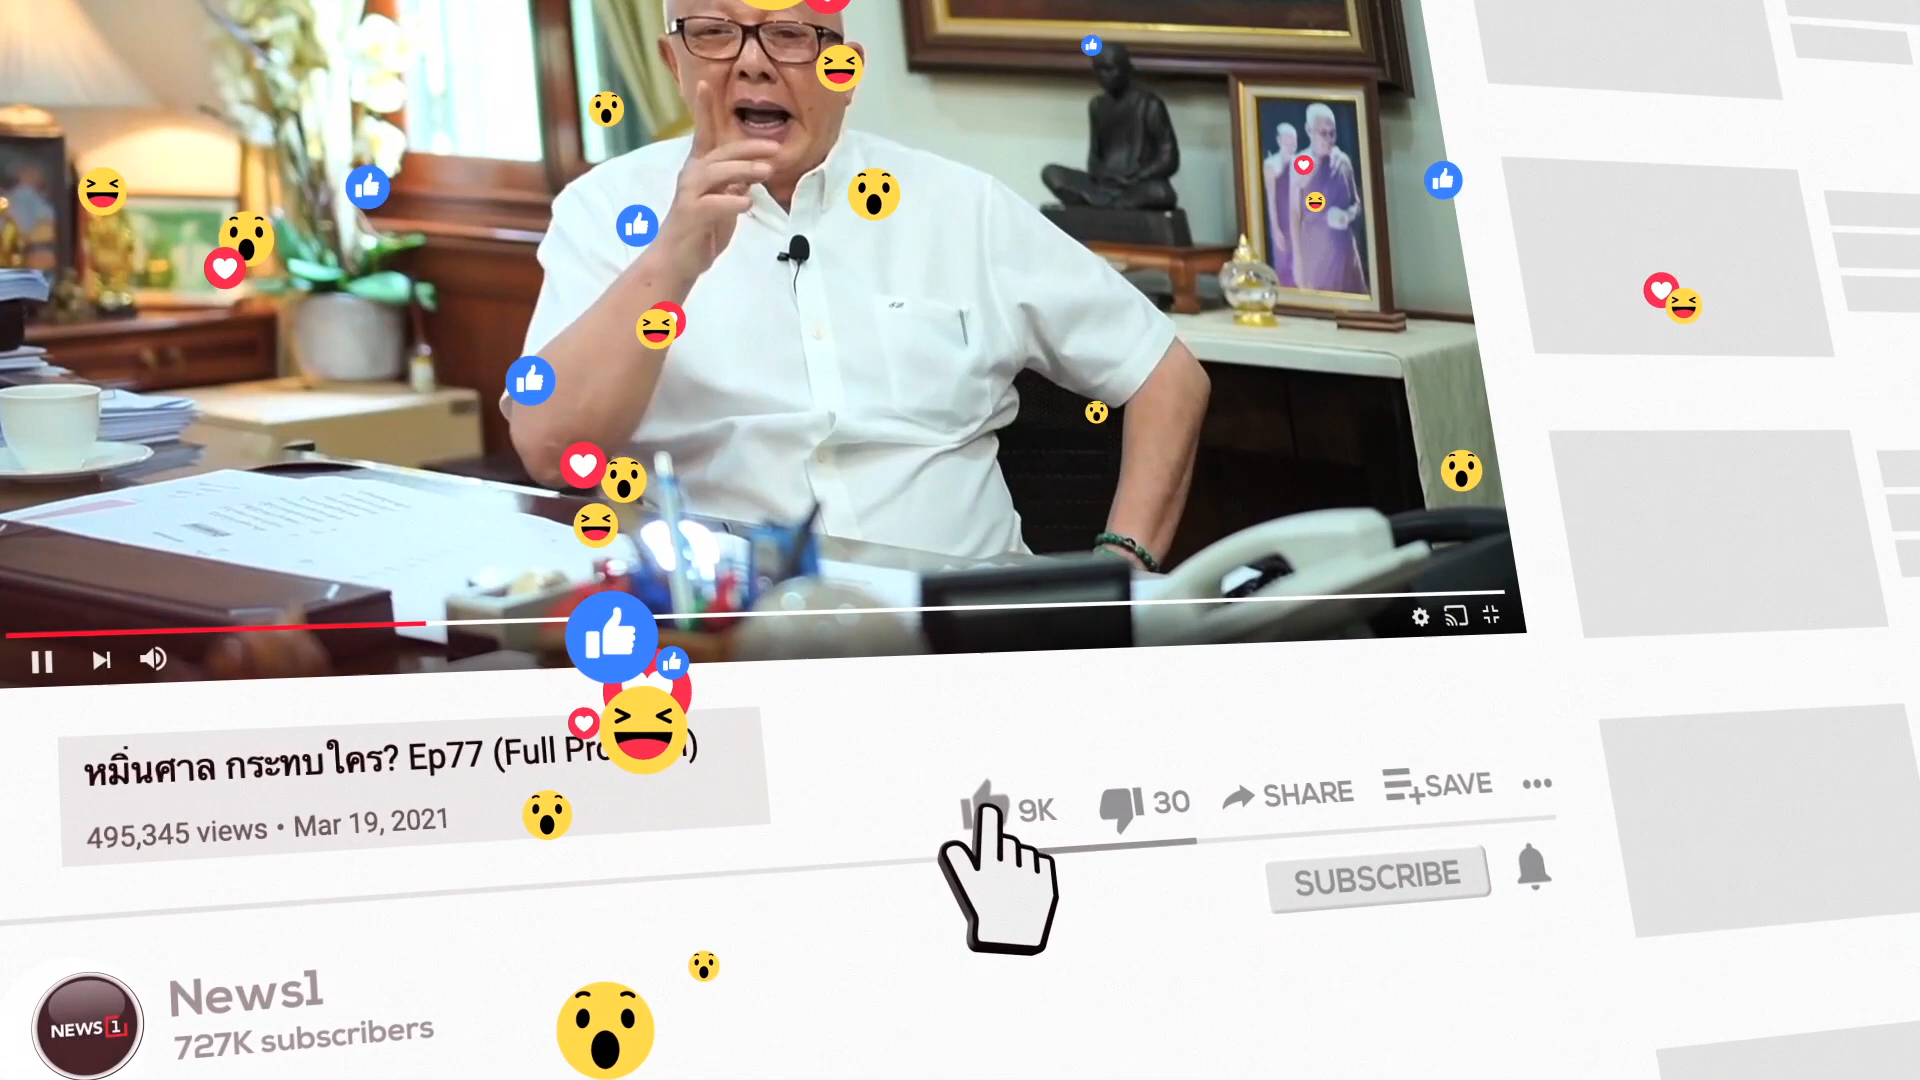 หมิ่นศาล กระทบ ใคร? Ep77 (Full
495,345 views • Mar 19, 2021
9K
30
SHARE
SAVE
SUBSCRIBE
NEWS 1
News1
727K subscribers